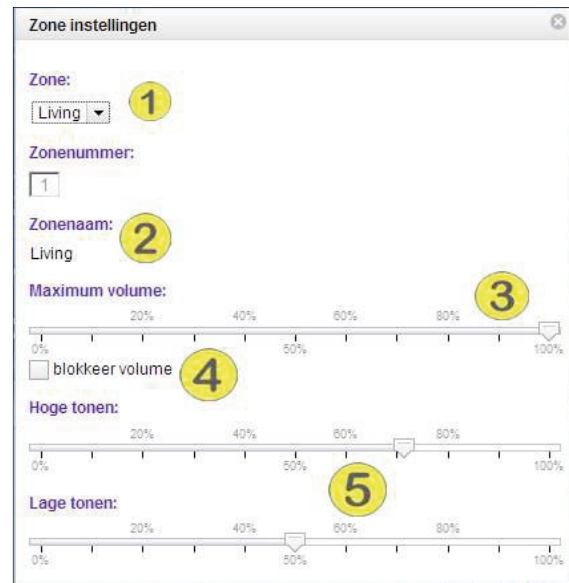 Zone instellingen
Zone:
Living
1
Zonenummer:
1
Zonenaam:
2
Living
Maximum volume:
3
20% 40% 60% 80%
0% 50% 100%
blokkeer volume
4
Hoge tonen:
20% 40% 60% 80%
0% 50% 100%
5
Lage tonen:
20% 40% 60% 80%
0% 50% 100%